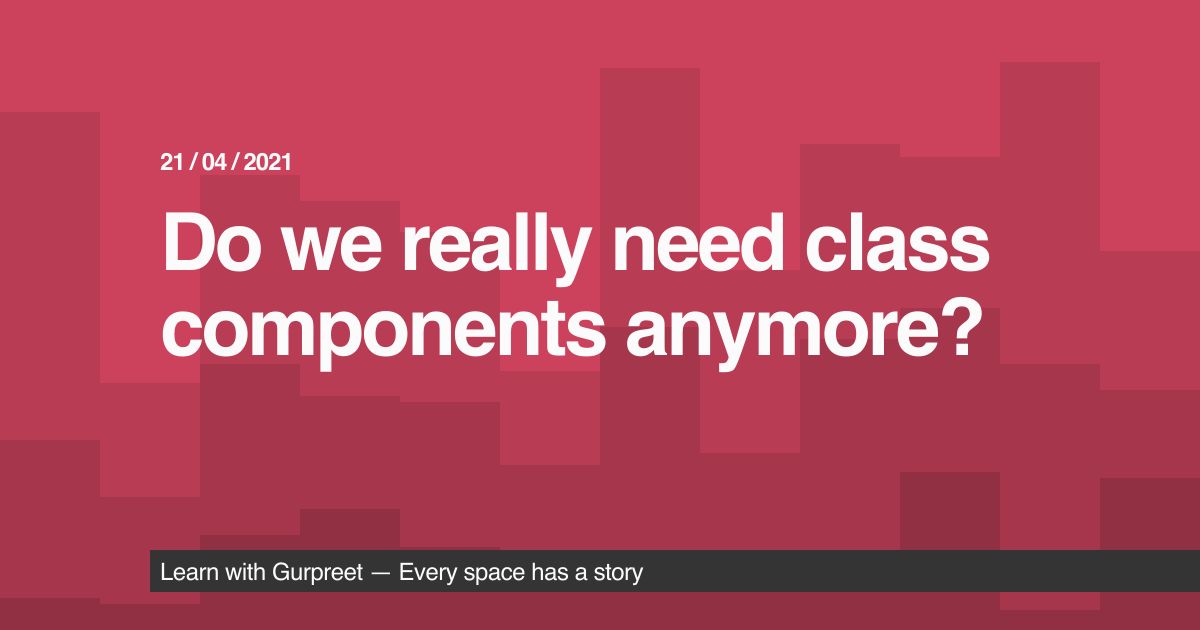 21 / 04 / 2021
Do we really need class
components anymore?
Learn with Gurpreet — Every space has a story